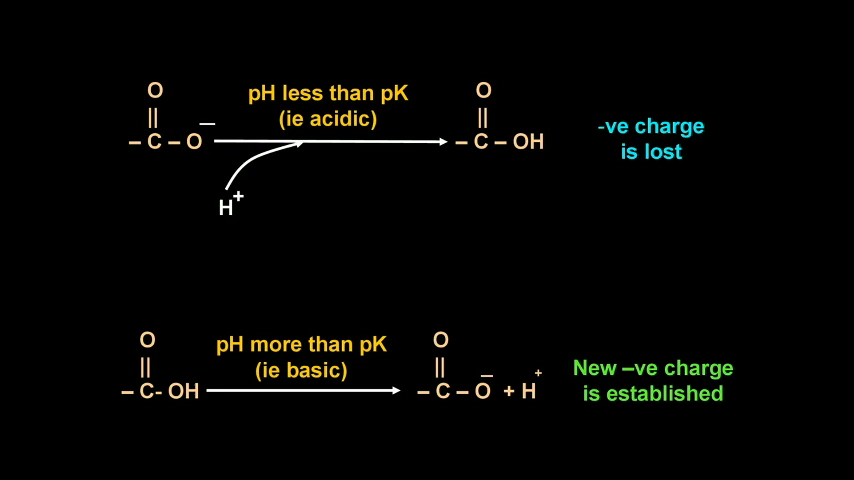 O
||
– C – O⁻
pH less than pK
(ie acidic)
H⁺
O
||
– C – OH
-ve charge
is lost
O
||
– C- OH
pH more than pK
(ie basic)
O
||
– C – O⁻ + H⁺
New –ve charge
is established